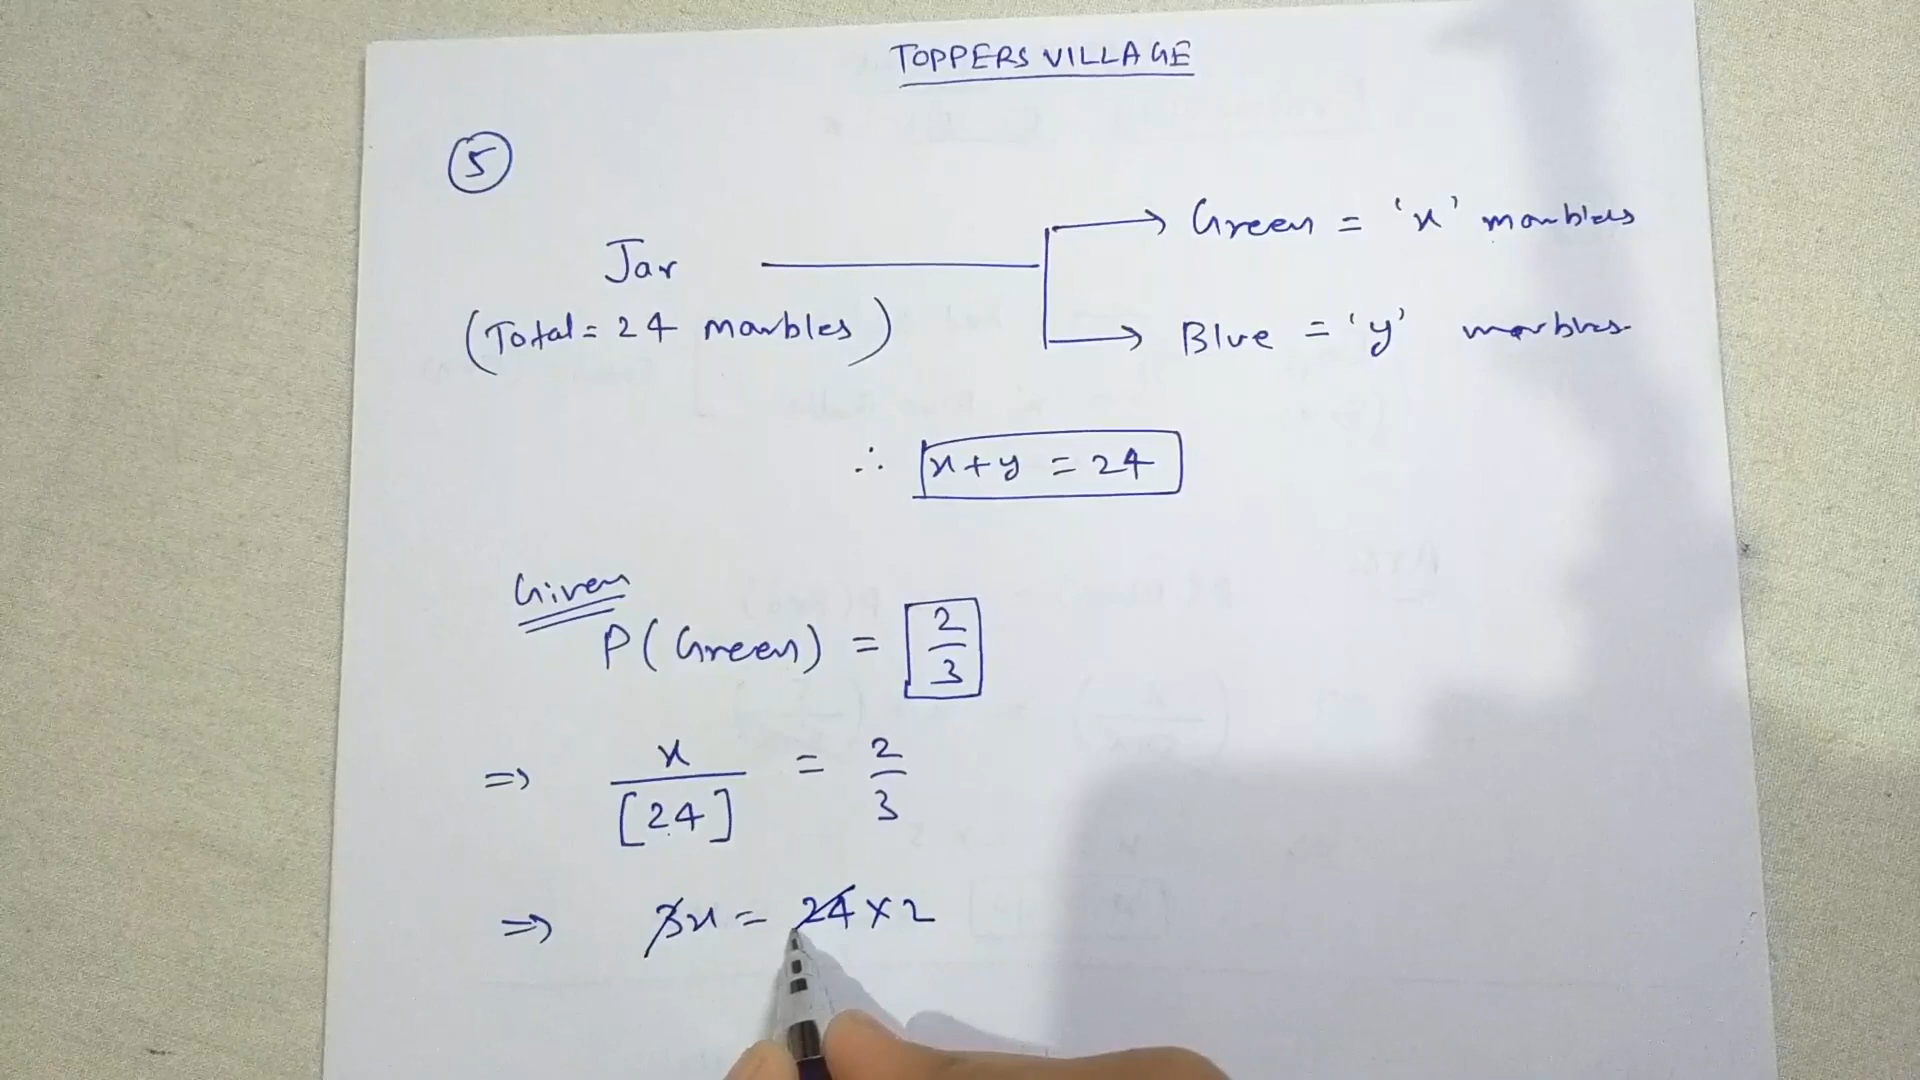 TOPPERS VILLAGE
5
Jar
(Total = 24 marbles)
Green = 'x' marbles
Blue = 'y' marbles
∴ x+y = 24
Given
P(Green) = 2/3
=> x/[24] = 2/3
=> 3x = 24 × 2